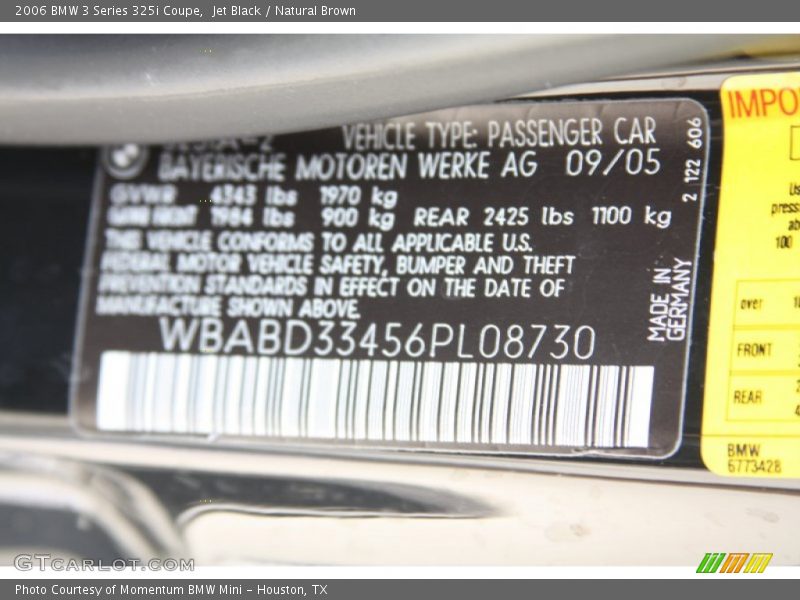 2006 BMW 3 Series 325i Coupe, Jet Black / Natural Brown
VEHICLE TYPE: PASSENGER CAR
BAYERISCHE MOTOREN WERKE AG 09/05
GVWR 4343 lbs 1970 kg
1984 lbs 900 kg REAR 2425 lbs 1100 kg
THIS VEHICLE CONFORMS TO ALL APPLICABLE U.S.
FEDERAL MOTOR VEHICLE SAFETY, BUMPER AND THEFT
PREVENTION STANDARDS IN EFFECT ON THE DATE OF
MANUFACTURE SHOWN ABOVE.
WBABD33456PL08730
2 122 606
MADE IN
GERMANY
IMPO
Us
press
100
over
FRONT
REAR
BMW
6773428
GTCARLOT.COM
Photo Courtesy of Momentum BMW Mini - Houston, TX